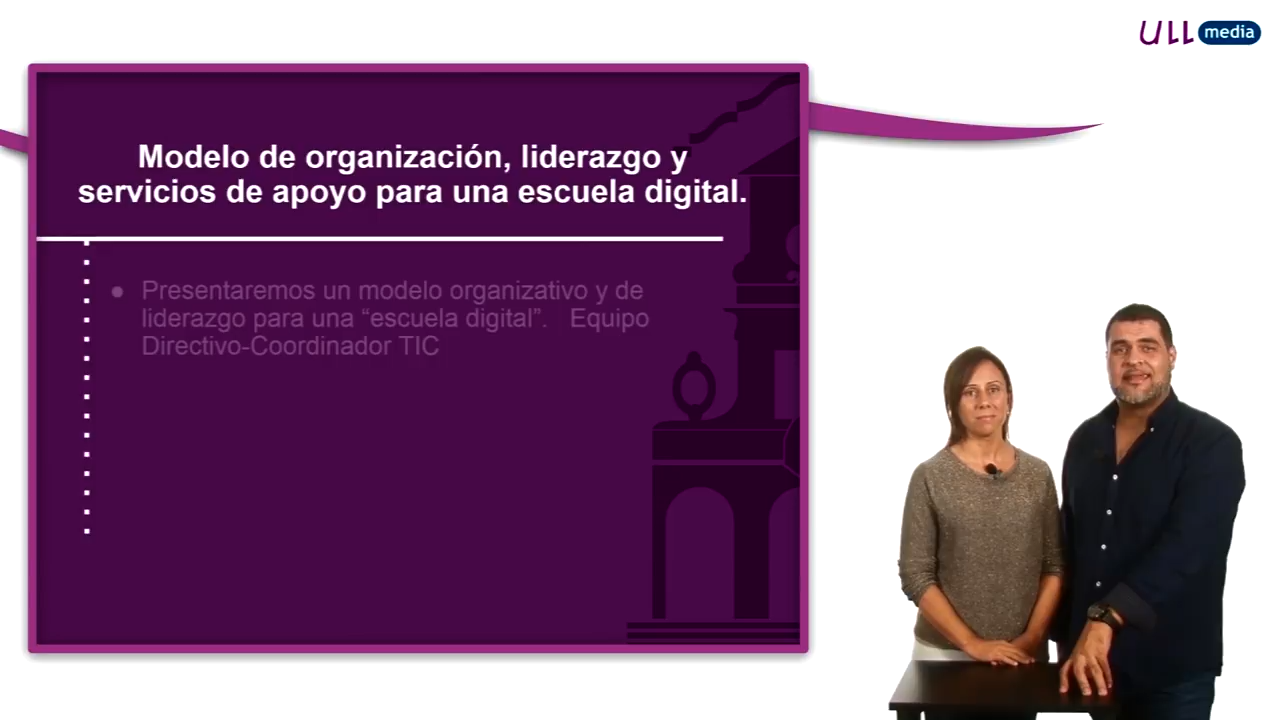 ULL media
Modelo de organización, liderazgo y
servicios de apoyo para una escuela digital.
● Presentaremos un modelo organizativo y de
liderazgo para una “escuela digital”. Equipo
Directivo-Coordinador TIC